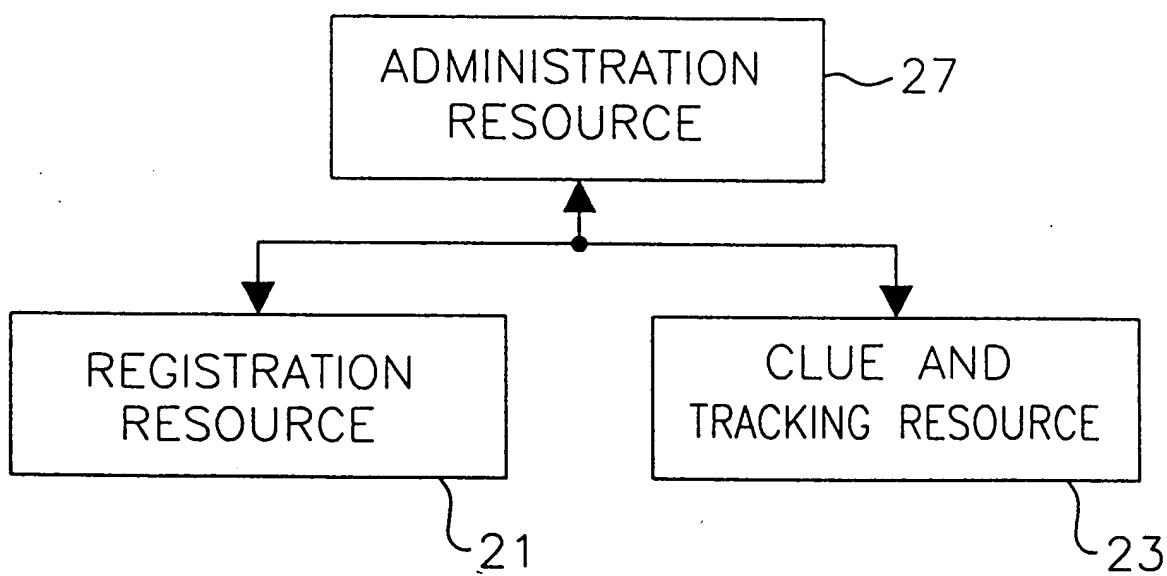 ADMINISTRATION
RESOURCE
27
REGISTRATION
RESOURCE
CLUE AND
TRACKING RESOURCE
21
23